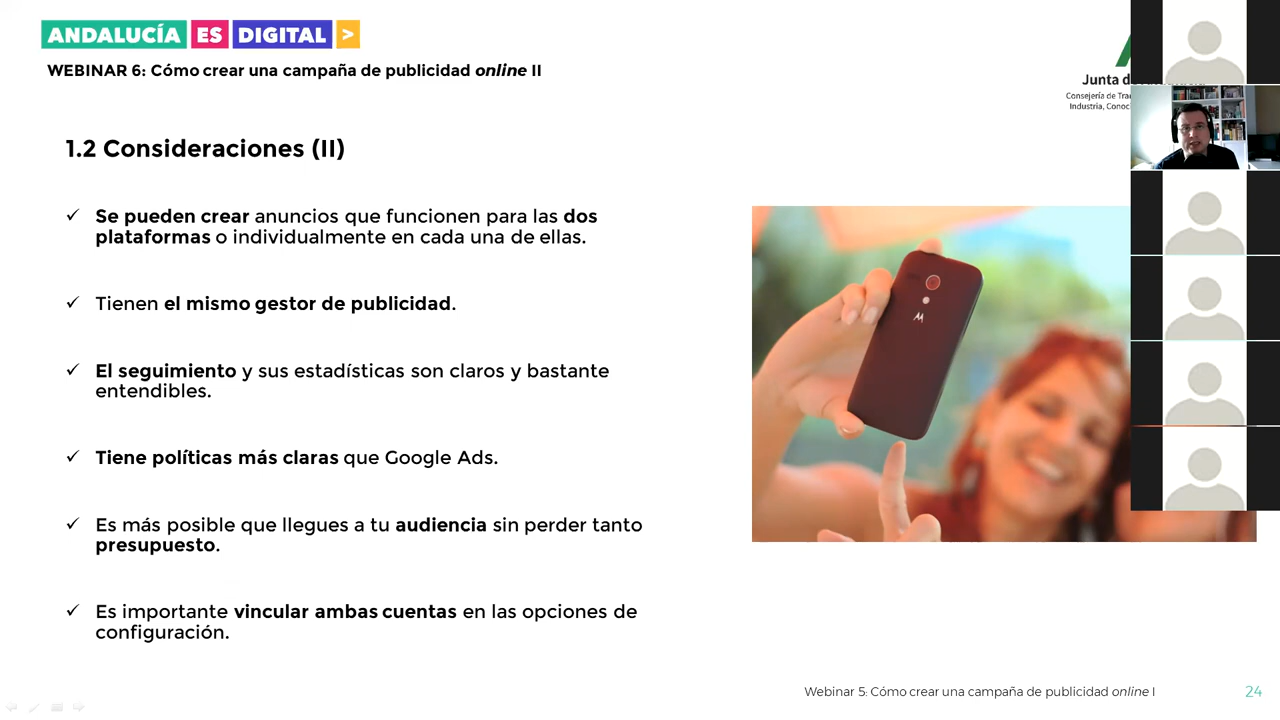 ANDALUCÍA ES DIGITAL >
WEBINAR 6: Cómo crear una campaña de publicidad online II
Junta d
Consejería de Tra
Industria, Conoc
1.2 Consideraciones (II)
✓ Se pueden crear anuncios que funcionen para las dos
plataformas o individualmente en cada una de ellas.
✓ Tienen el mismo gestor de publicidad.
✓ El seguimiento y sus estadísticas son claros y bastante
entendibles.
✓ Tiene políticas más claras que Google Ads.
✓ Es más posible que llegues a tu audiencia sin perder tanto
presupuesto.
✓ Es importante vincular ambas cuentas en las opciones de
configuración.
Webinar 5: Cómo crear una campaña de publicidad online I
24